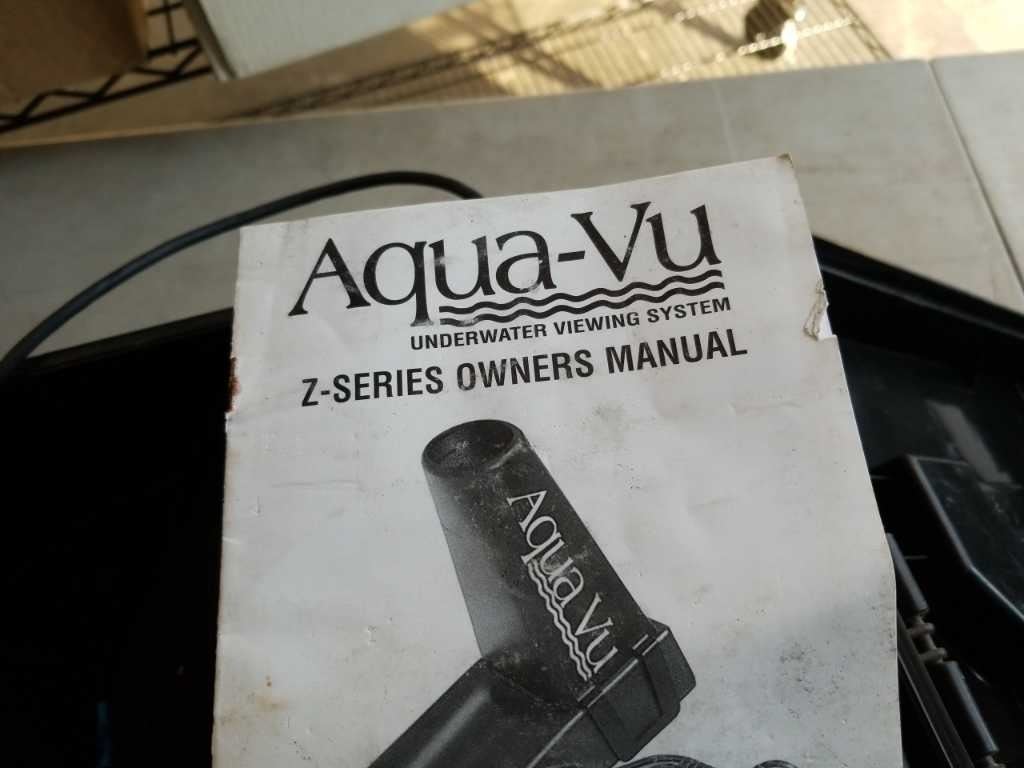 Aqua-Vu
UNDERWATER VIEWING SYSTEM
Z-SERIES OWNERS MANUAL
Aqua Vu